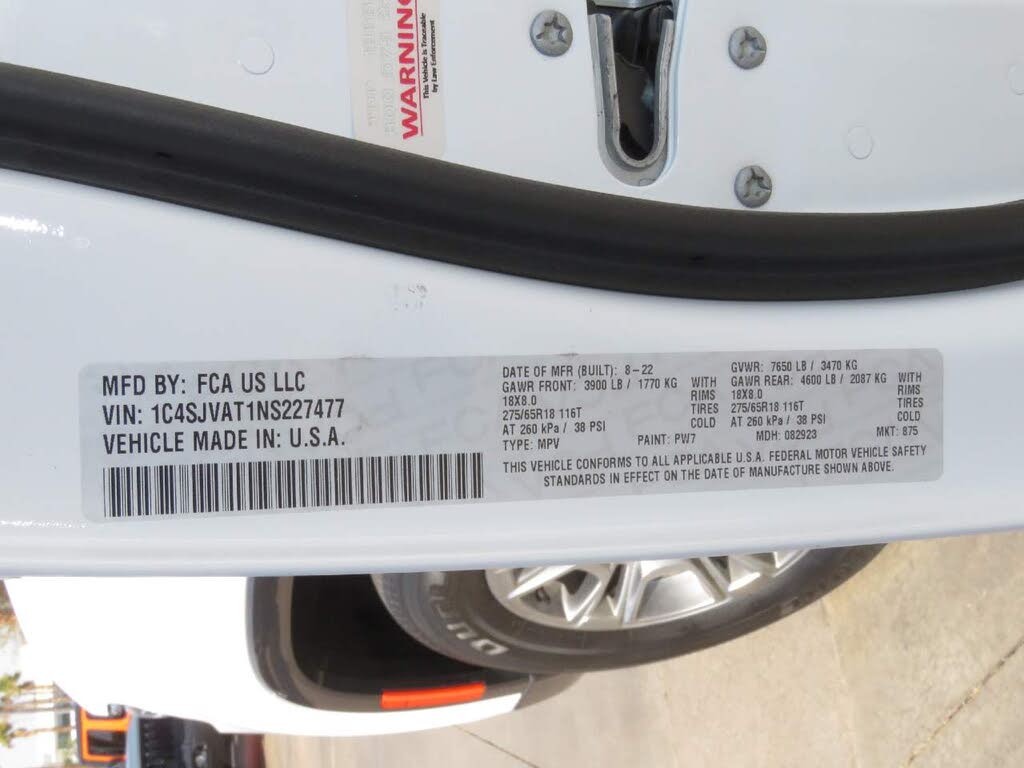 WARNING
This Vehicle is Traceable
by Law Enforcement
MFD BY: FCA US LLC
VIN: 1C4SJVAT1NS227477
VEHICLE MADE IN: U.S.A.
DATE OF MFR (BUILT): 8-22
GAWR FRONT: 3900 LB / 1770 KG WITH
18X8.0 RIMS
275/65R18 116T TIRES
AT 260 kPa / 38 PSI COLD
TYPE: MPV PAINT: PW7
GVWR: 7650 LB / 3470 KG
GAWR REAR: 4600 LB / 2087 KG WITH
18X8.0 RIMS
275/65R18 116T TIRES
AT 260 kPa / 38 PSI COLD
MDH: 082923 MKT: 875
THIS VEHICLE CONFORMS TO ALL APPLICABLE U.S.A. FEDERAL MOTOR VEHICLE SAFETY
STANDARDS IN EFFECT ON THE DATE OF MANUFACTURE SHOWN ABOVE.